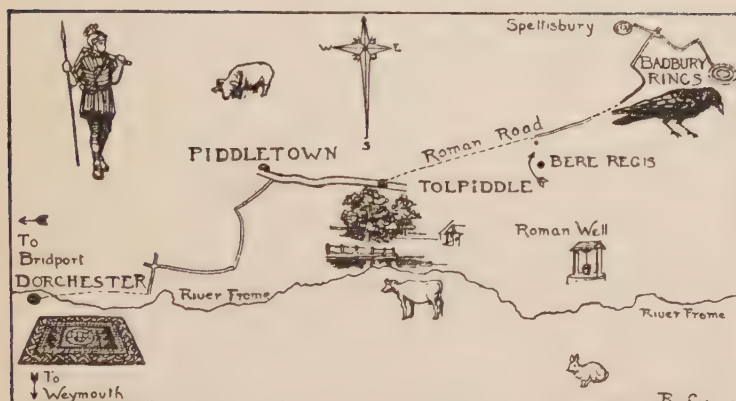 Spettisbury
W
E
S
BADBURY
RINGS
Roman Road
PIDDLETOWN
BERE REGIS
TOLPIDDLE
To
Bridport
Roman Well
DORCHESTER
River Frome
River Frome
To
Weymouth